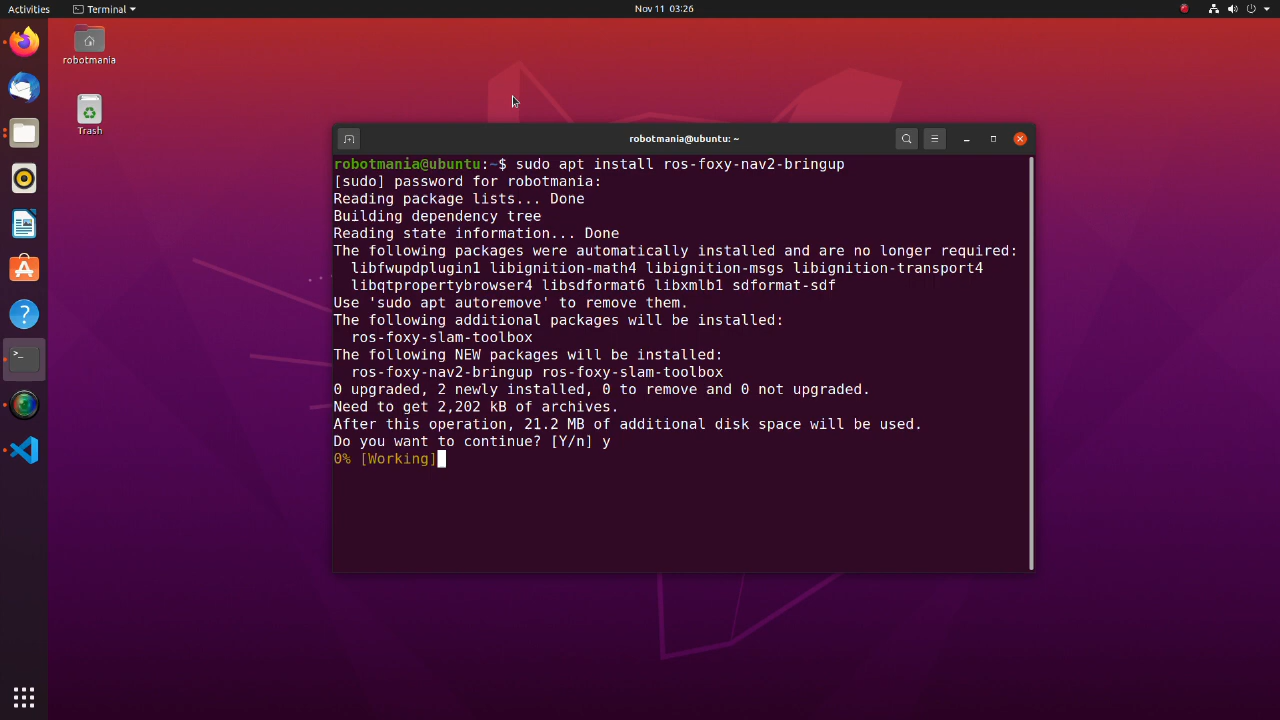 Activities
Terminal
Nov 11 03:26
robotmania
Trash
robotmania@ubuntu: ~
robotmania@ubuntu:~$ sudo apt install ros-foxy-nav2-bringup
[sudo] password for robotmania:
Reading package lists... Done
Building dependency tree
Reading state information... Done
The following packages were automatically installed and are no longer required:
libfwupdplugin1 libignition-math4 libignition-msgs libignition-transport4
libqtpropertybrowser4 libsdformat6 libxmlb1 sdformat-sdf
Use 'sudo apt autoremove' to remove them.
The following additional packages will be installed:
ros-foxy-slam-toolbox
The following NEW packages will be installed:
ros-foxy-nav2-bringup ros-foxy-slam-toolbox
0 upgraded, 2 newly installed, 0 to remove and 0 not upgraded.
Need to get 2,202 kB of archives.
After this operation, 21.2 MB of additional disk space will be used.
Do you want to continue? [Y/n] y
0% [Working]